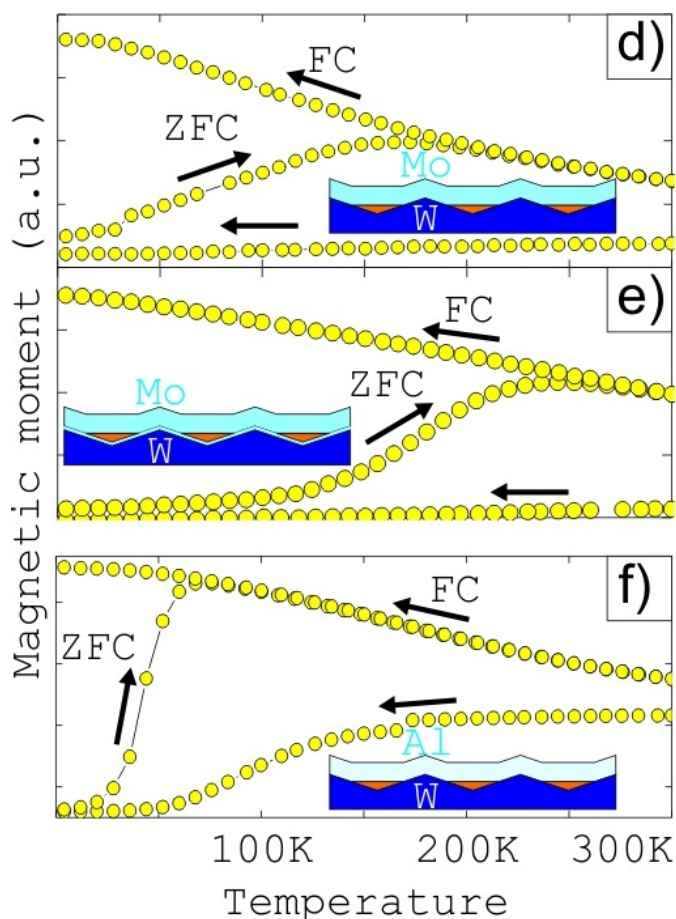 d)
FC
ZFC
Mo
W
e)
FC
ZFC
Mo
W
f)
FC
ZFC
Al
W
Magnetic moment (a.u.)
100K 200K 300K
Temperature